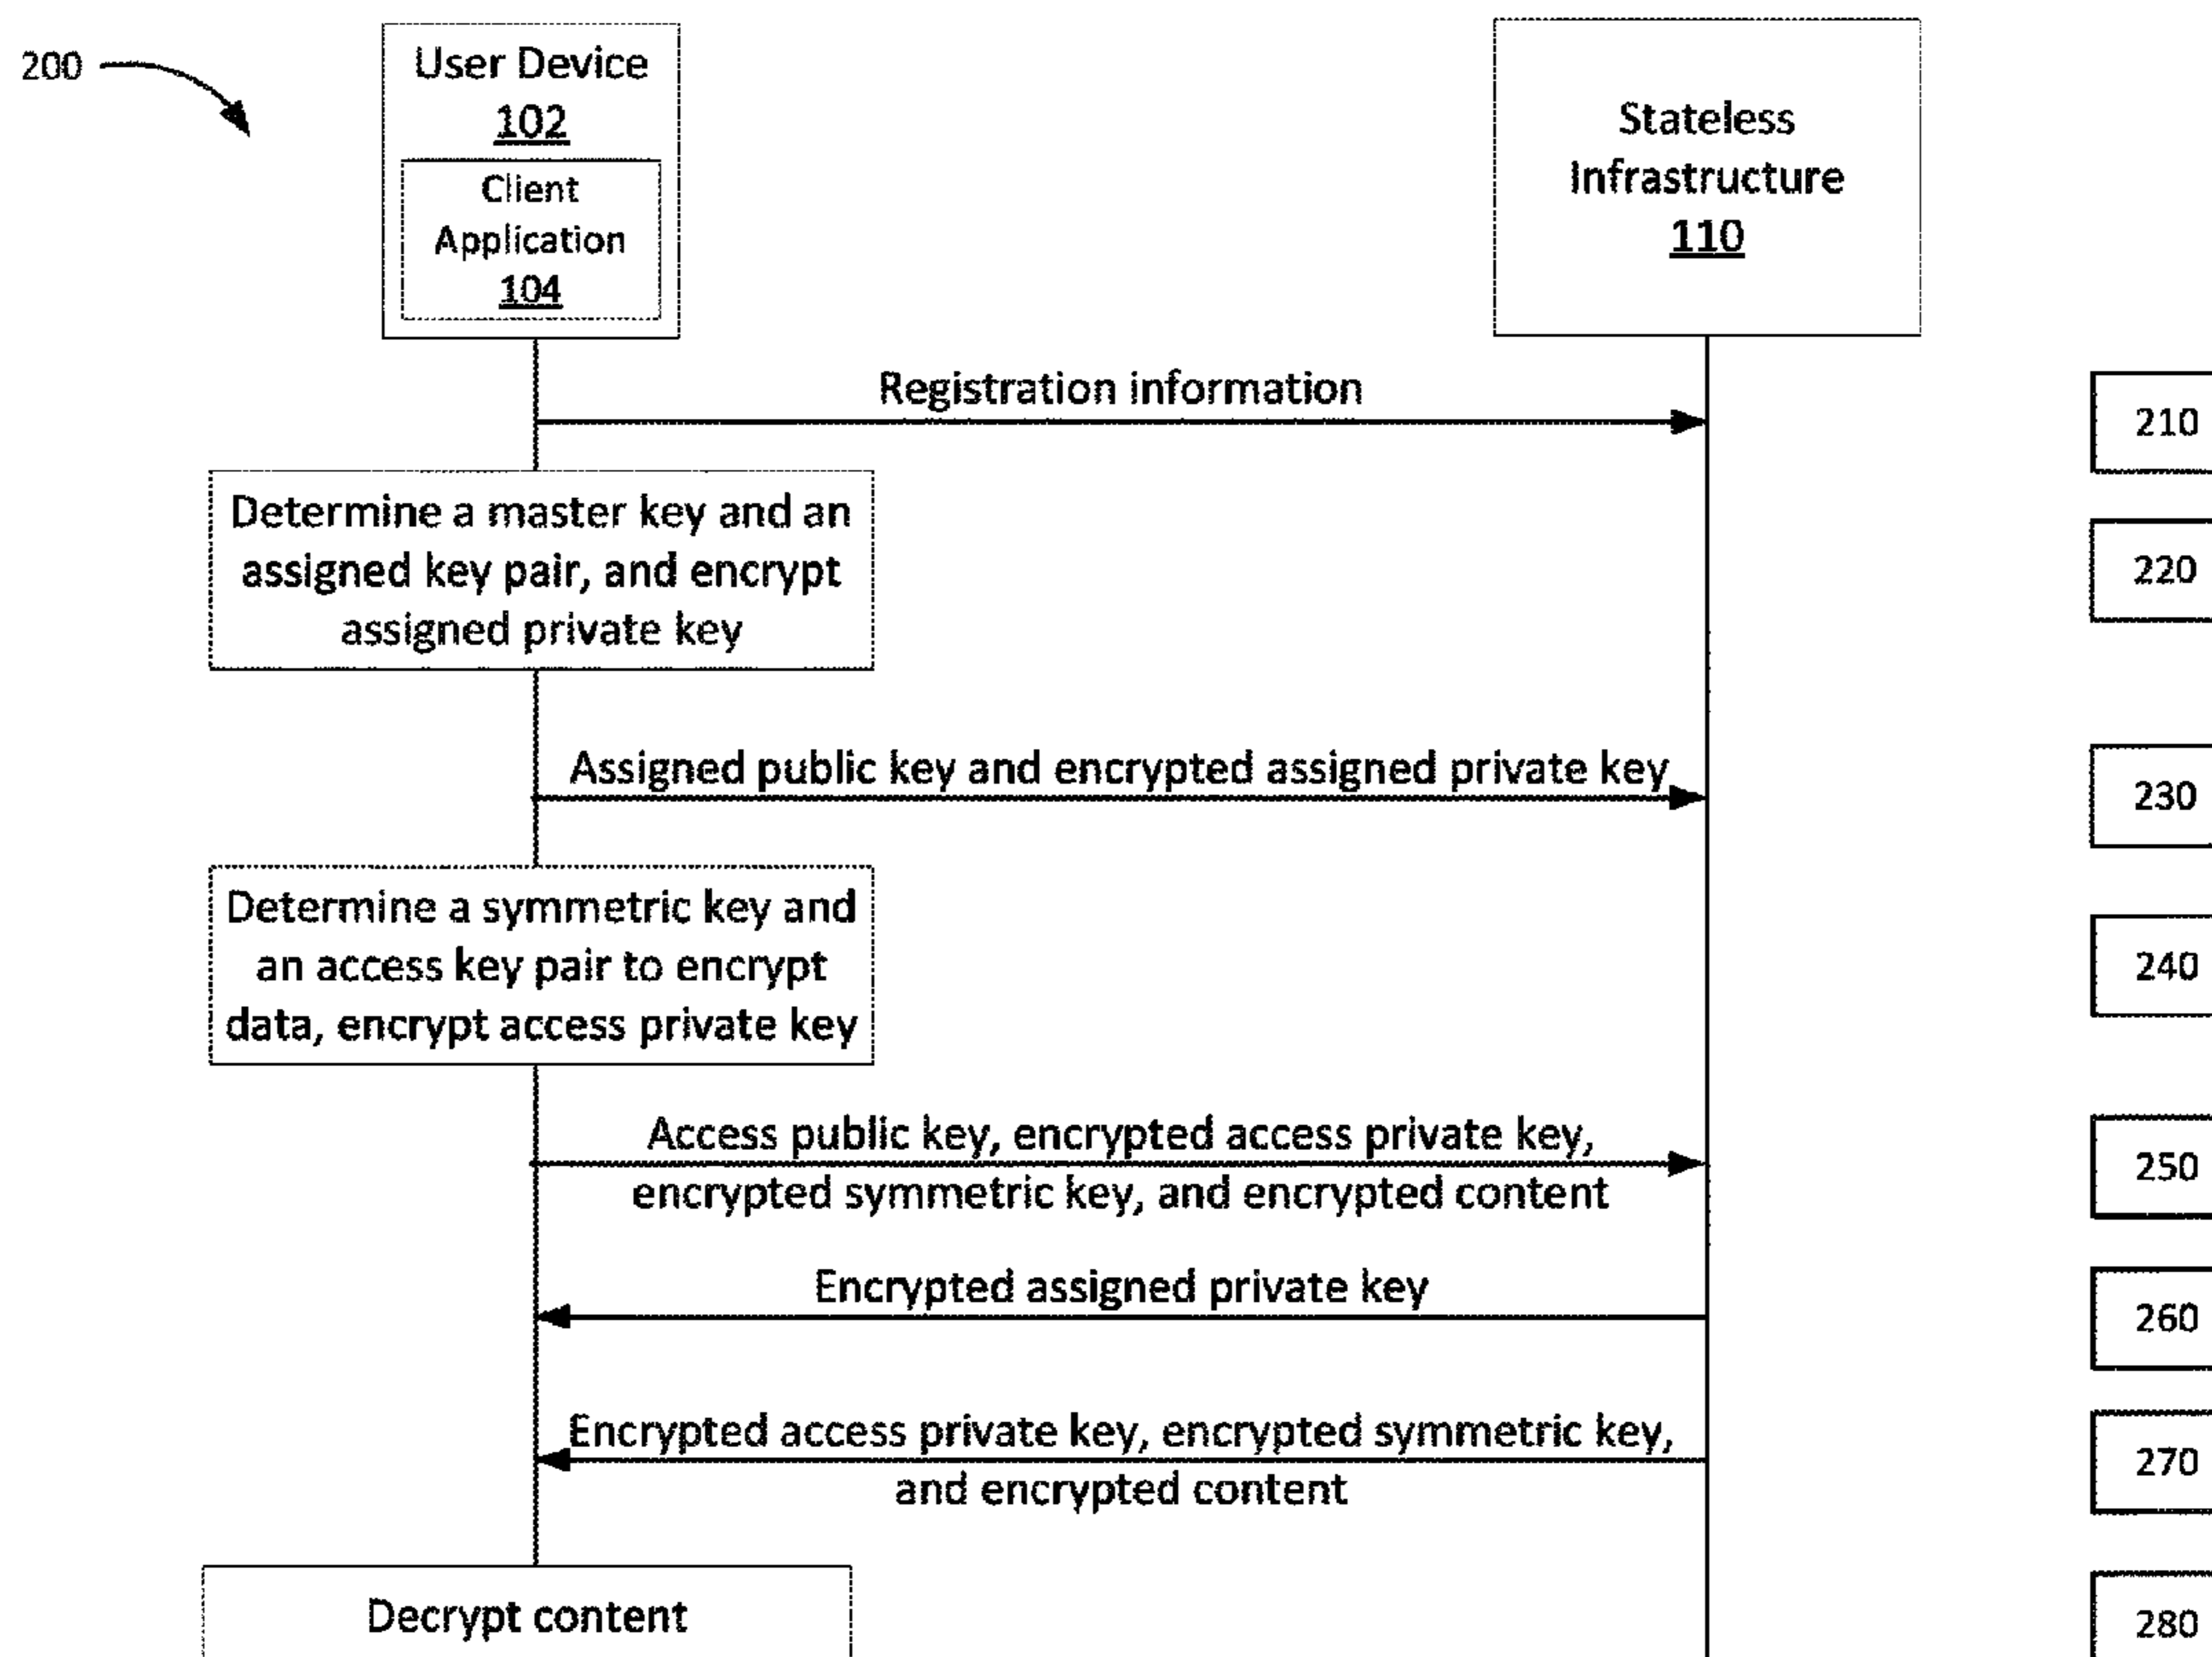 200
User Device
102
Client
Application
104
Stateless
Infrastructure
110
Registration information
210
Determine a master key and an
assigned key pair, and encrypt
assigned private key
220
Assigned public key and encrypted assigned private key
230
Determine a symmetric key and
an access key pair to encrypt
data, encrypt access private key
240
Access public key, encrypted access private key,
encrypted symmetric key, and encrypted content
250
Encrypted assigned private key
260
Encrypted access private key, encrypted symmetric key,
and encrypted content
270
Decrypt content
280